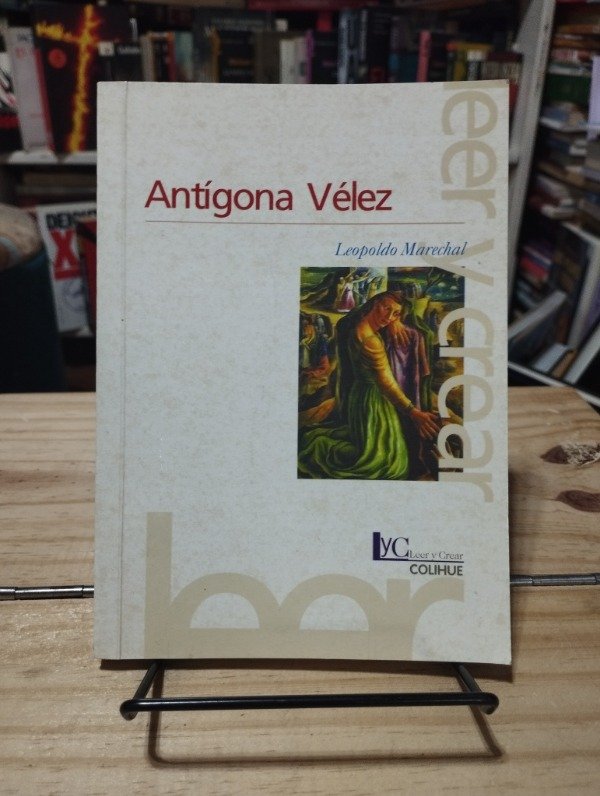 Antígona Vélez
Leopoldo Marechal
leer y crear
LyC Leer y Crear
COLIHUE
leer